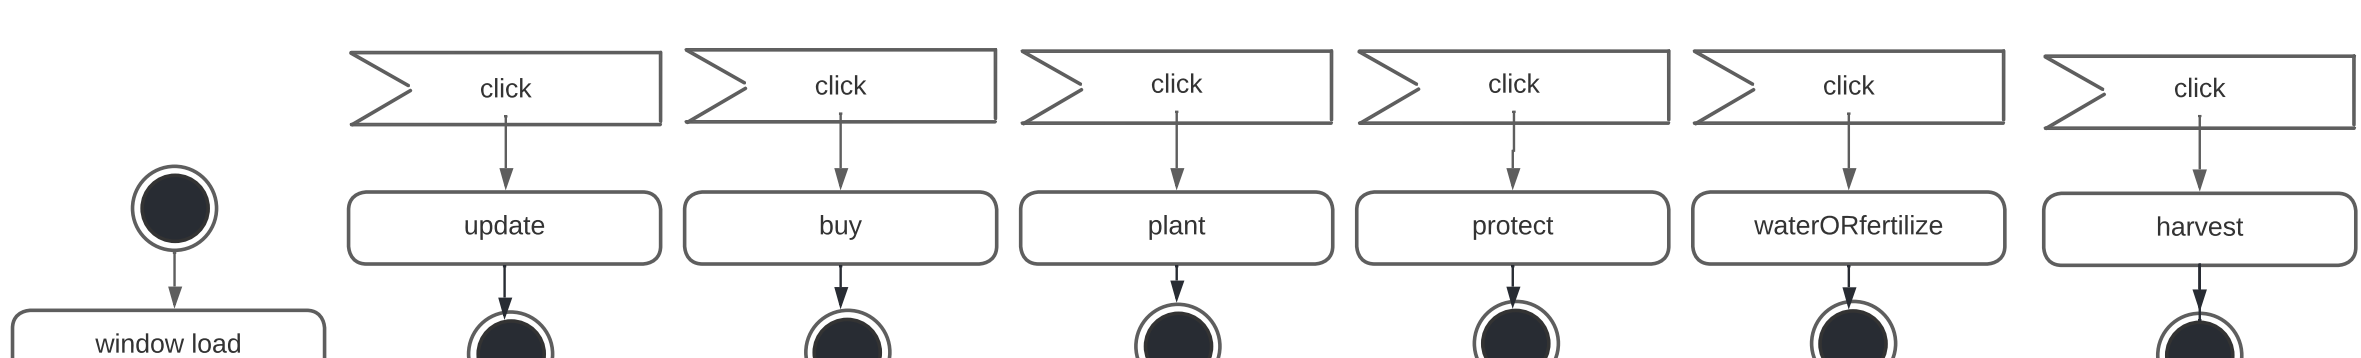 click
click
click
click
click
click
update
buy
plant
protect
waterORfertilize
harvest
window load